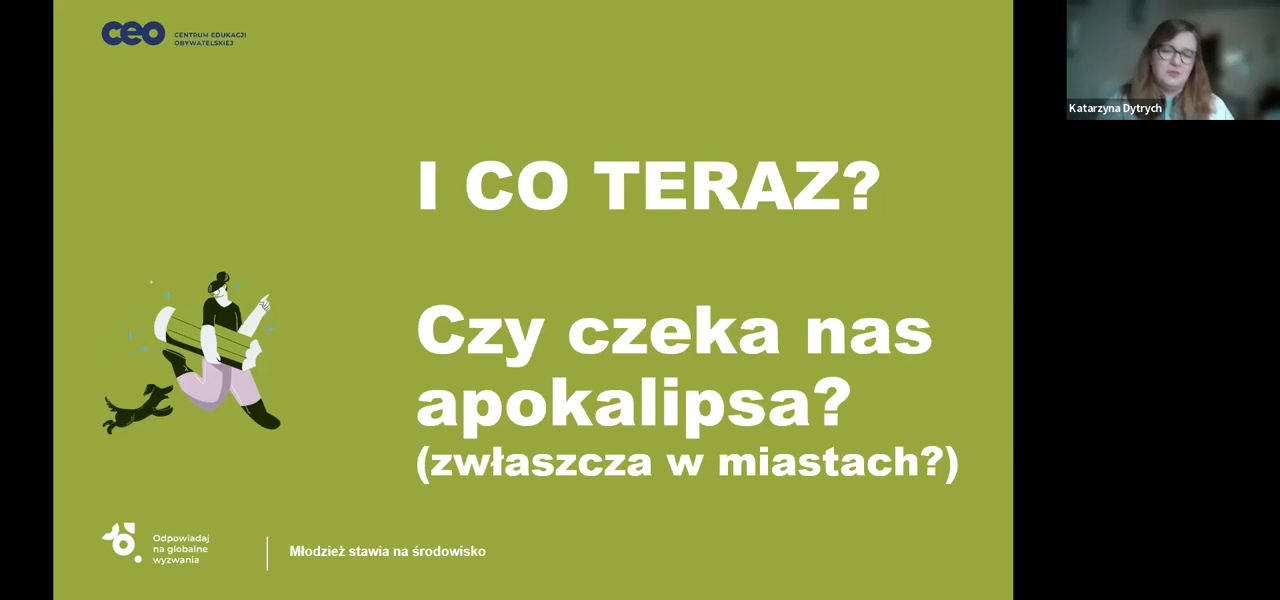 ceo CENTRUM EDUKACJI
OBYWATELSKIEJ
Katarzyna Dytrych
I CO TERAZ?
Czy czeka nas
apokalipsa?
(zwłaszcza w miastach?)
Odpowiadaj
na globalne
wyzwania
Młodzież stawia na środowisko